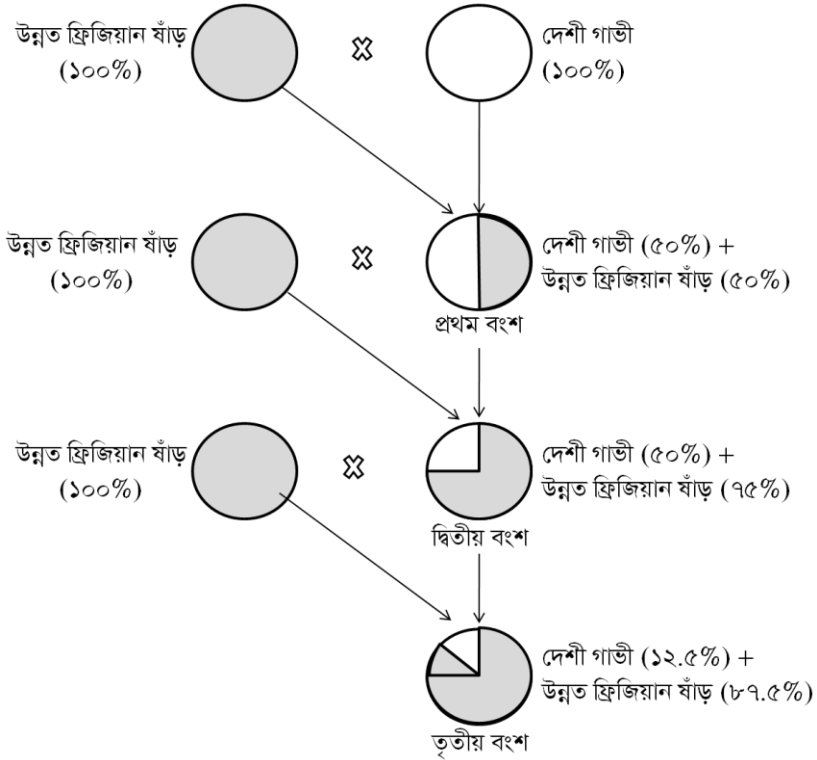 উন্নত ফ্রিজিয়ান ষাঁড়
(১০০%)
দেশী গাভী
(১০০%)
উন্নত ফ্রিজিয়ান ষাঁড়
(১০০%)
দেশী গাভী (৫০%) +
উন্নত ফ্রিজিয়ান ষাঁড় (৫০%)
প্রথম বংশ
উন্নত ফ্রিজিয়ান ষাঁড়
(১০০%)
দেশী গাভী (৫০%) +
উন্নত ফ্রিজিয়ান ষাঁড় (৭৫%)
দ্বিতীয় বংশ
দেশী গাভী (১২.৫%) +
উন্নত ফ্রিজিয়ান ষাঁড় (৮৭.৫%)
তৃতীয় বংশ